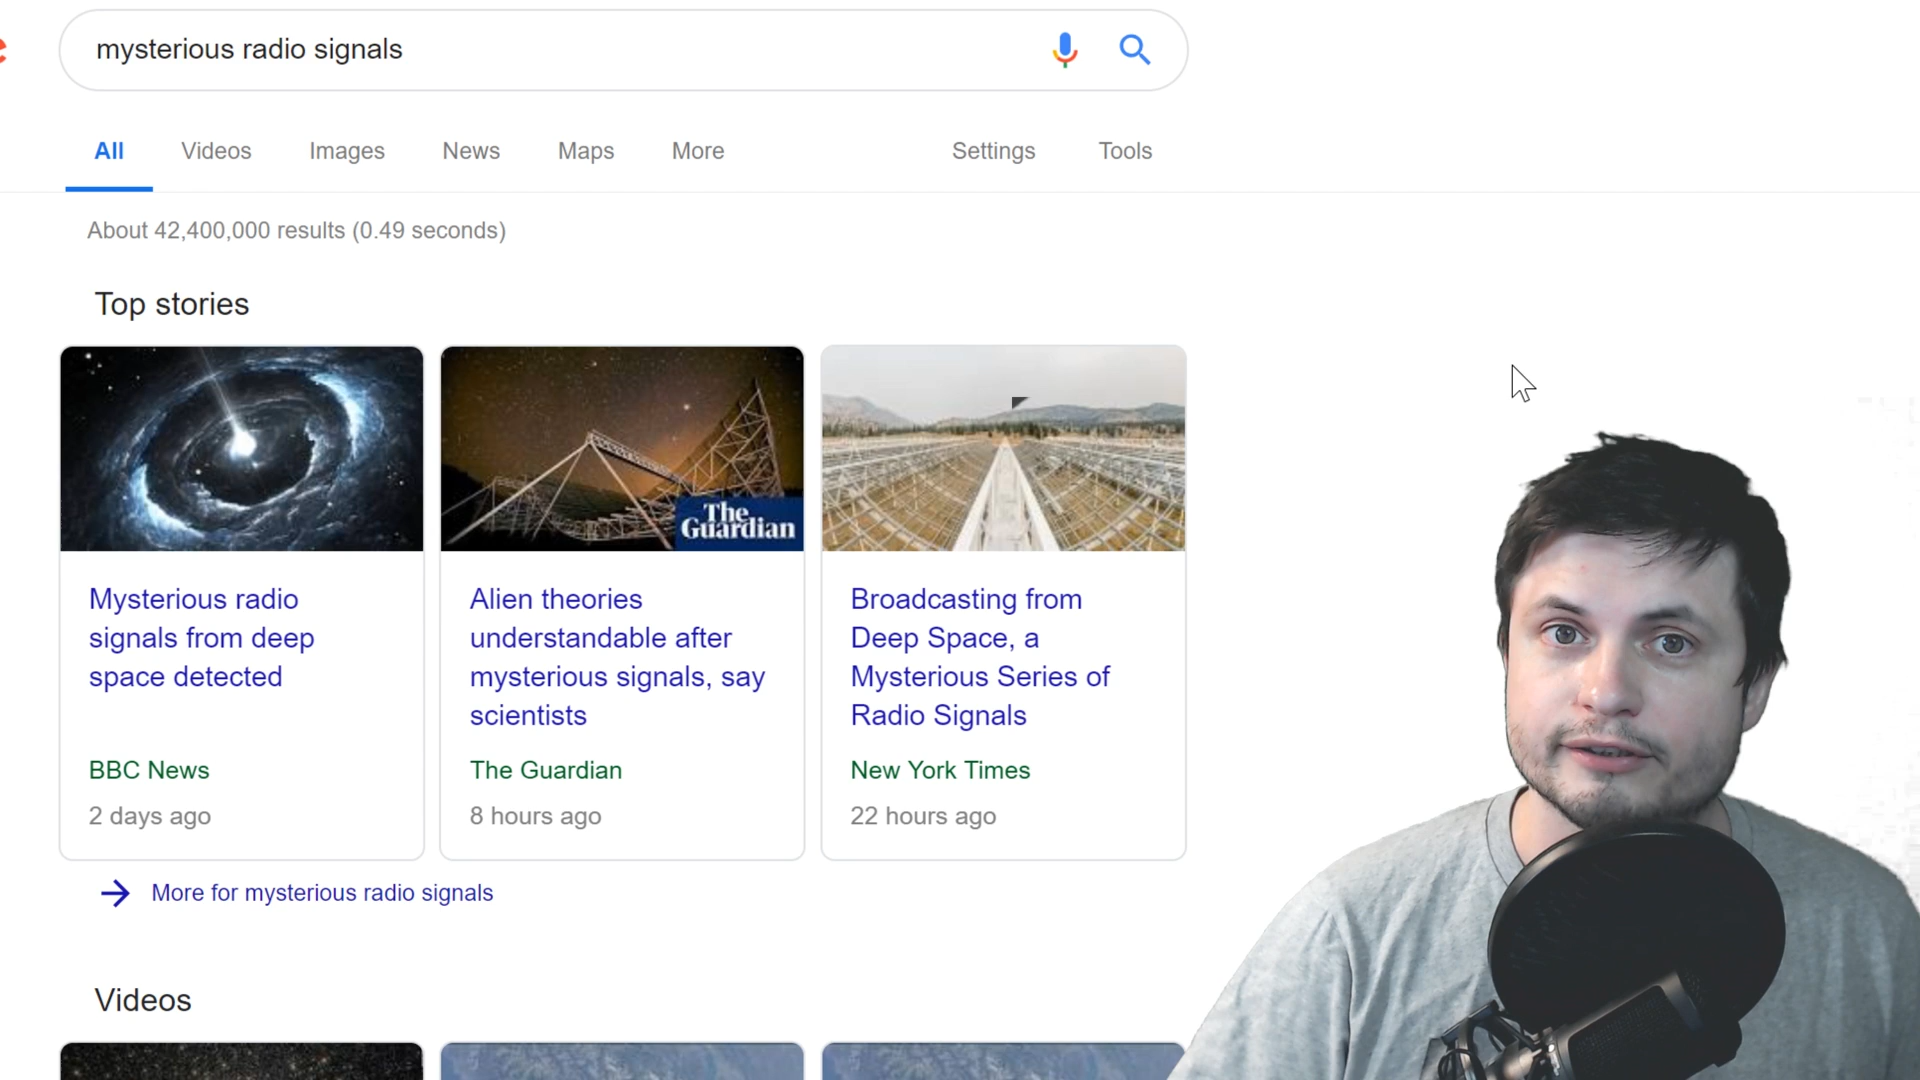 mysterious radio signals
All Videos Images News Maps More Settings Tools
About 42,400,000 results (0.49 seconds)
Top stories
The
Guardian
Mysterious radio
signals from deep
space detected
BBC News
2 days ago
Alien theories
understandable after
mysterious signals, say
scientists
The Guardian
8 hours ago
Broadcasting from
Deep Space, a
Mysterious Series of
Radio Signals
New York Times
22 hours ago
More for mysterious radio signals
Videos